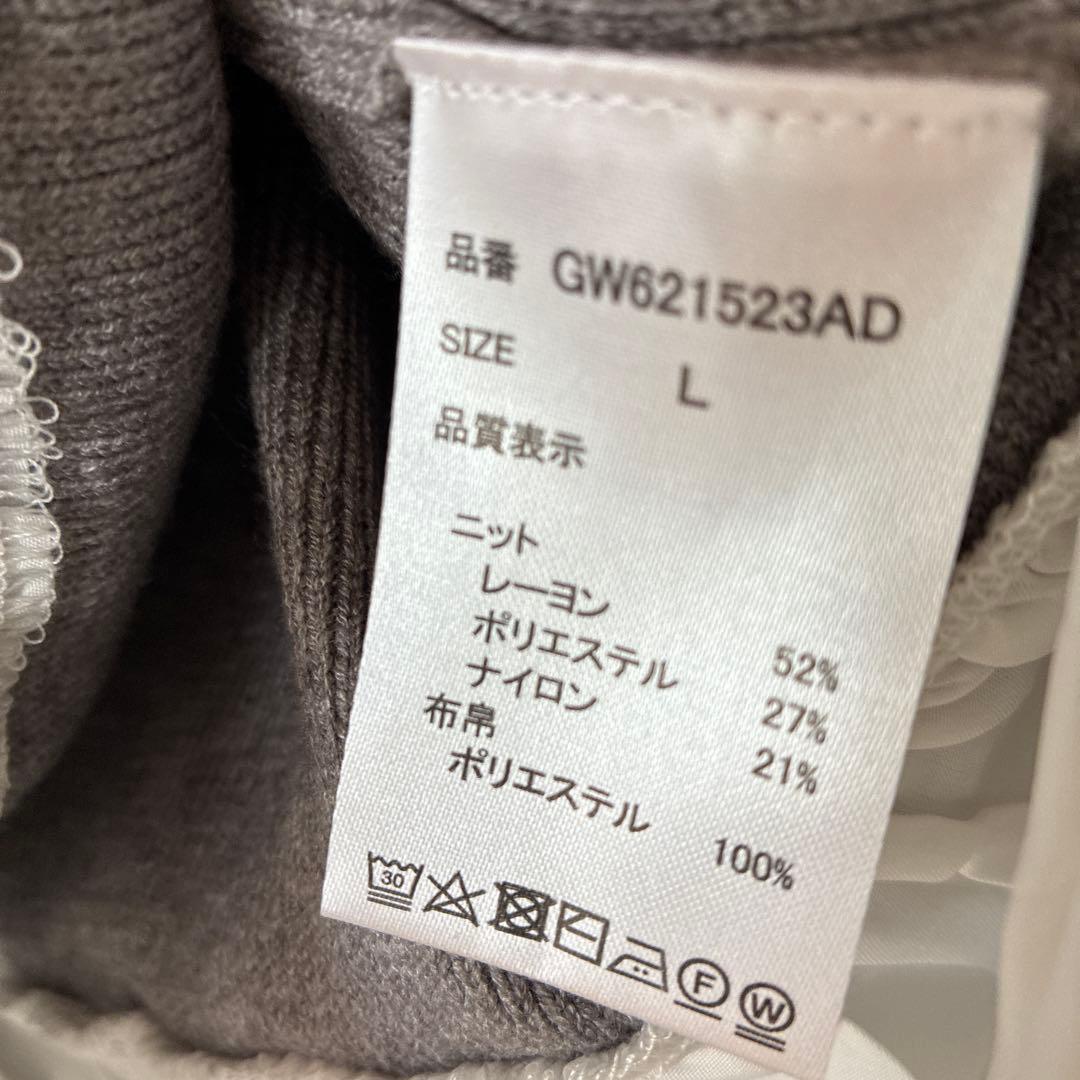 品番 GW621523AD
SIZE L
品質表示
ニット
レーヨン 52%
ポリエステル 27%
ナイロン 21%
布帛
ポリエステル 100%
30 F W